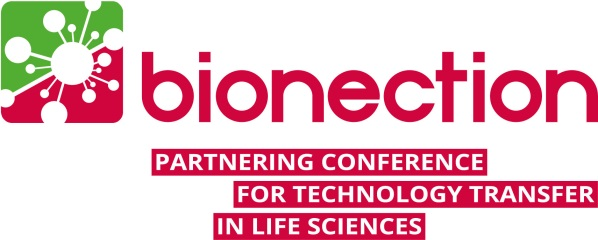 bionection
PARTNERING CONFERENCE
FOR TECHNOLOGY TRANSFER
IN LIFE SCIENCES